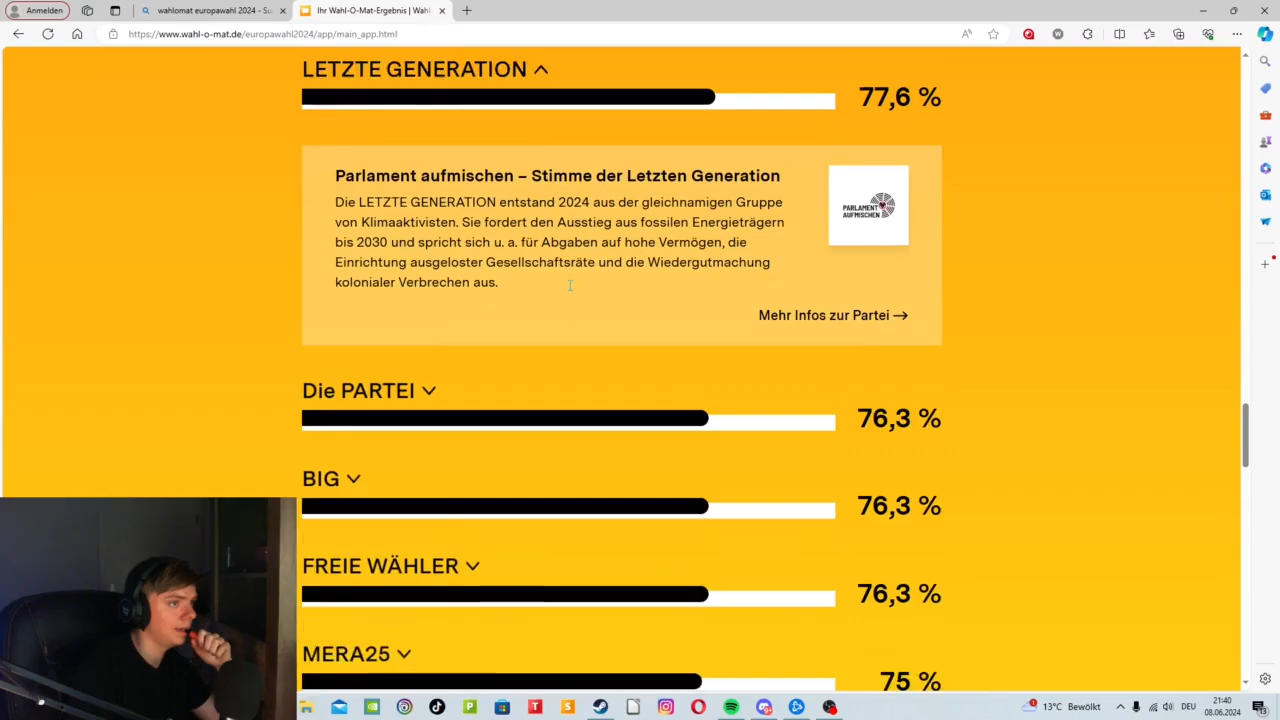 Anmelden
wahlomat europawahl 2024 - Su
Ihr Wahl-O-Mat-Ergebnis | Wahl
https://www.wahl-o-mat.de/europawahl2024/app/main_app.html
LETZTE GENERATION
77,6 %
Parlament aufmischen – Stimme der Letzten Generation
Die LETZTE GENERATION entstand 2024 aus der gleichnamigen Gruppe
von Klimaaktivisten. Sie fordert den Ausstieg aus fossilen Energieträgern
bis 2030 und spricht sich u. a. für Abgaben auf hohe Vermögen, die
Einrichtung ausgeloster Gesellschaftsräte und die Wiedergutmachung
kolonialer Verbrechen aus.
PARLAMENT
AUFMISCHEN
Mehr Infos zur Partei
Die PARTEI
76,3 %
BIG
76,3 %
FREIE WÄHLER
76,3 %
MERA25
75 %
13°C Bewölkt
DEU
21:40
08.06.2024